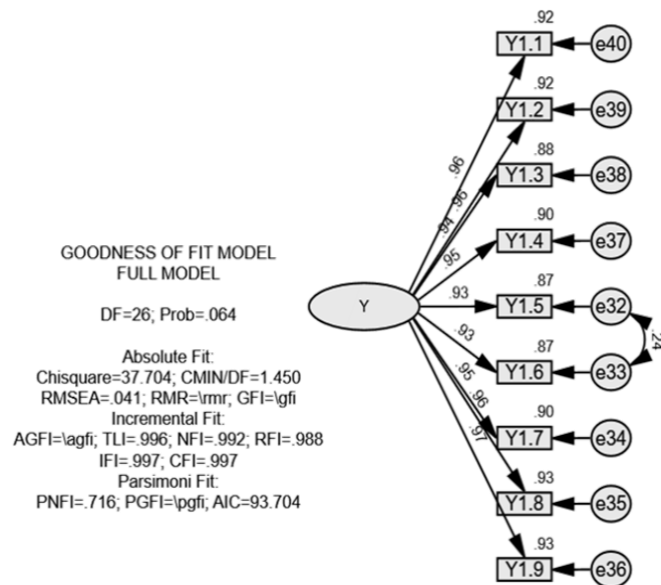 GOODNESS OF FIT MODEL
FULL MODEL
DF=26; Prob=.064
Absolute Fit:
Chisquare=37.704; CMIN/DF=1.450
RMSEA=.041; RMR=\rmr; GFI=\gfi
Incremental Fit:
AGFI=\agfi; TLI=.996; NFI=.992; RFI=.988
IFI=.997; CFI=.997
Parsimoni Fit:
PNFI=.716; PGFI=\pgfi; AIC=93.704
Y
.96
.96
.94
.95
.93
.93
.95
.96
.97
.92
Y1.1 e40
.92
Y1.2 e39
.88
Y1.3 e38
.90
Y1.4 e37
.87
Y1.5 e32
.24
.87
Y1.6 e33
.90
Y1.7 e34
.93
Y1.8 e35
.93
Y1.9 e36